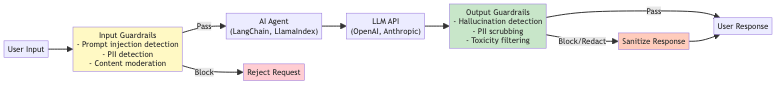 User Input
Input Guardrails
- Prompt injection detection
- PII detection
- Content moderation
Pass
Block
AI Agent
(LangChain, LlamaIndex)
Reject Request
LLM API
(OpenAI, Anthropic)
Output Guardrails
- Hallucination detection
- PII scrubbing
- Toxicity filtering
Pass
Block/Redact
Sanitize Response
User Response